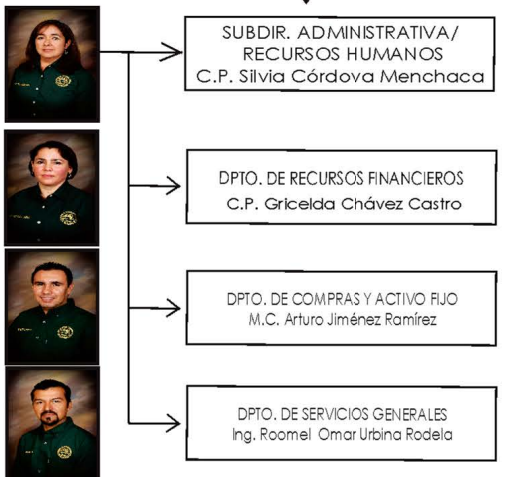 SUBDIR. ADMINISTRATIVA/
RECURSOS HUMANOS
C.P. Silvia Córdova Menchaca
DPTO. DE RECURSOS FINANCIEROS
C.P. Gricelda Chávez Castro
DPTO. DE COMPRAS Y ACTIVO FIJO
M.C. Arturo Jiménez Ramírez
DPTO. DE SERVICIOS GENERALES
Ing. Roomel Omar Urbina Rodela